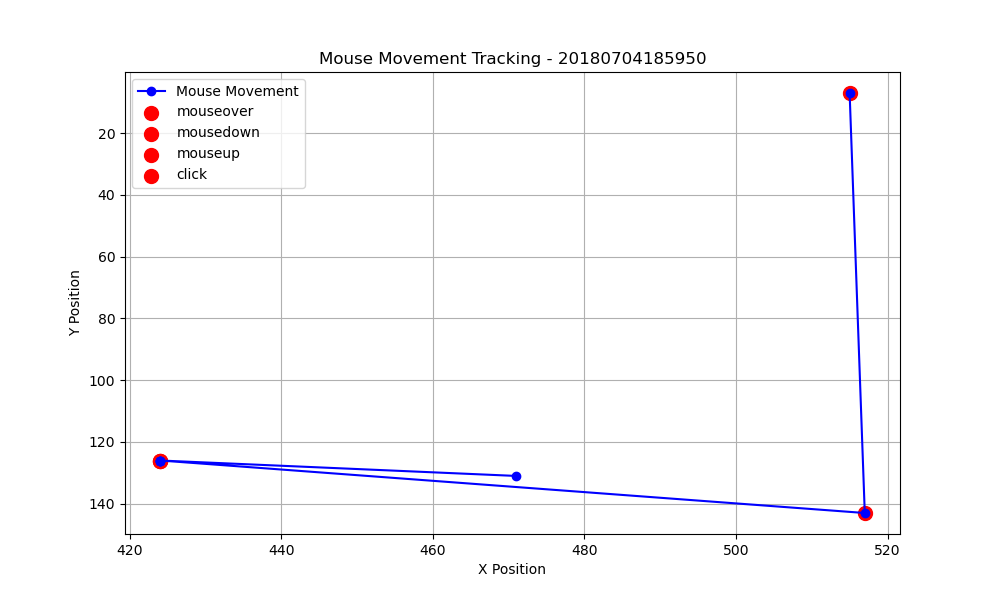 Mouse Movement Tracking - 20180704185950
Mouse Movement
mouseover
mousedown
mouseup
click
20
40
60
80
100
120
140
Y Position
420 440 460 480 500 520
X Position